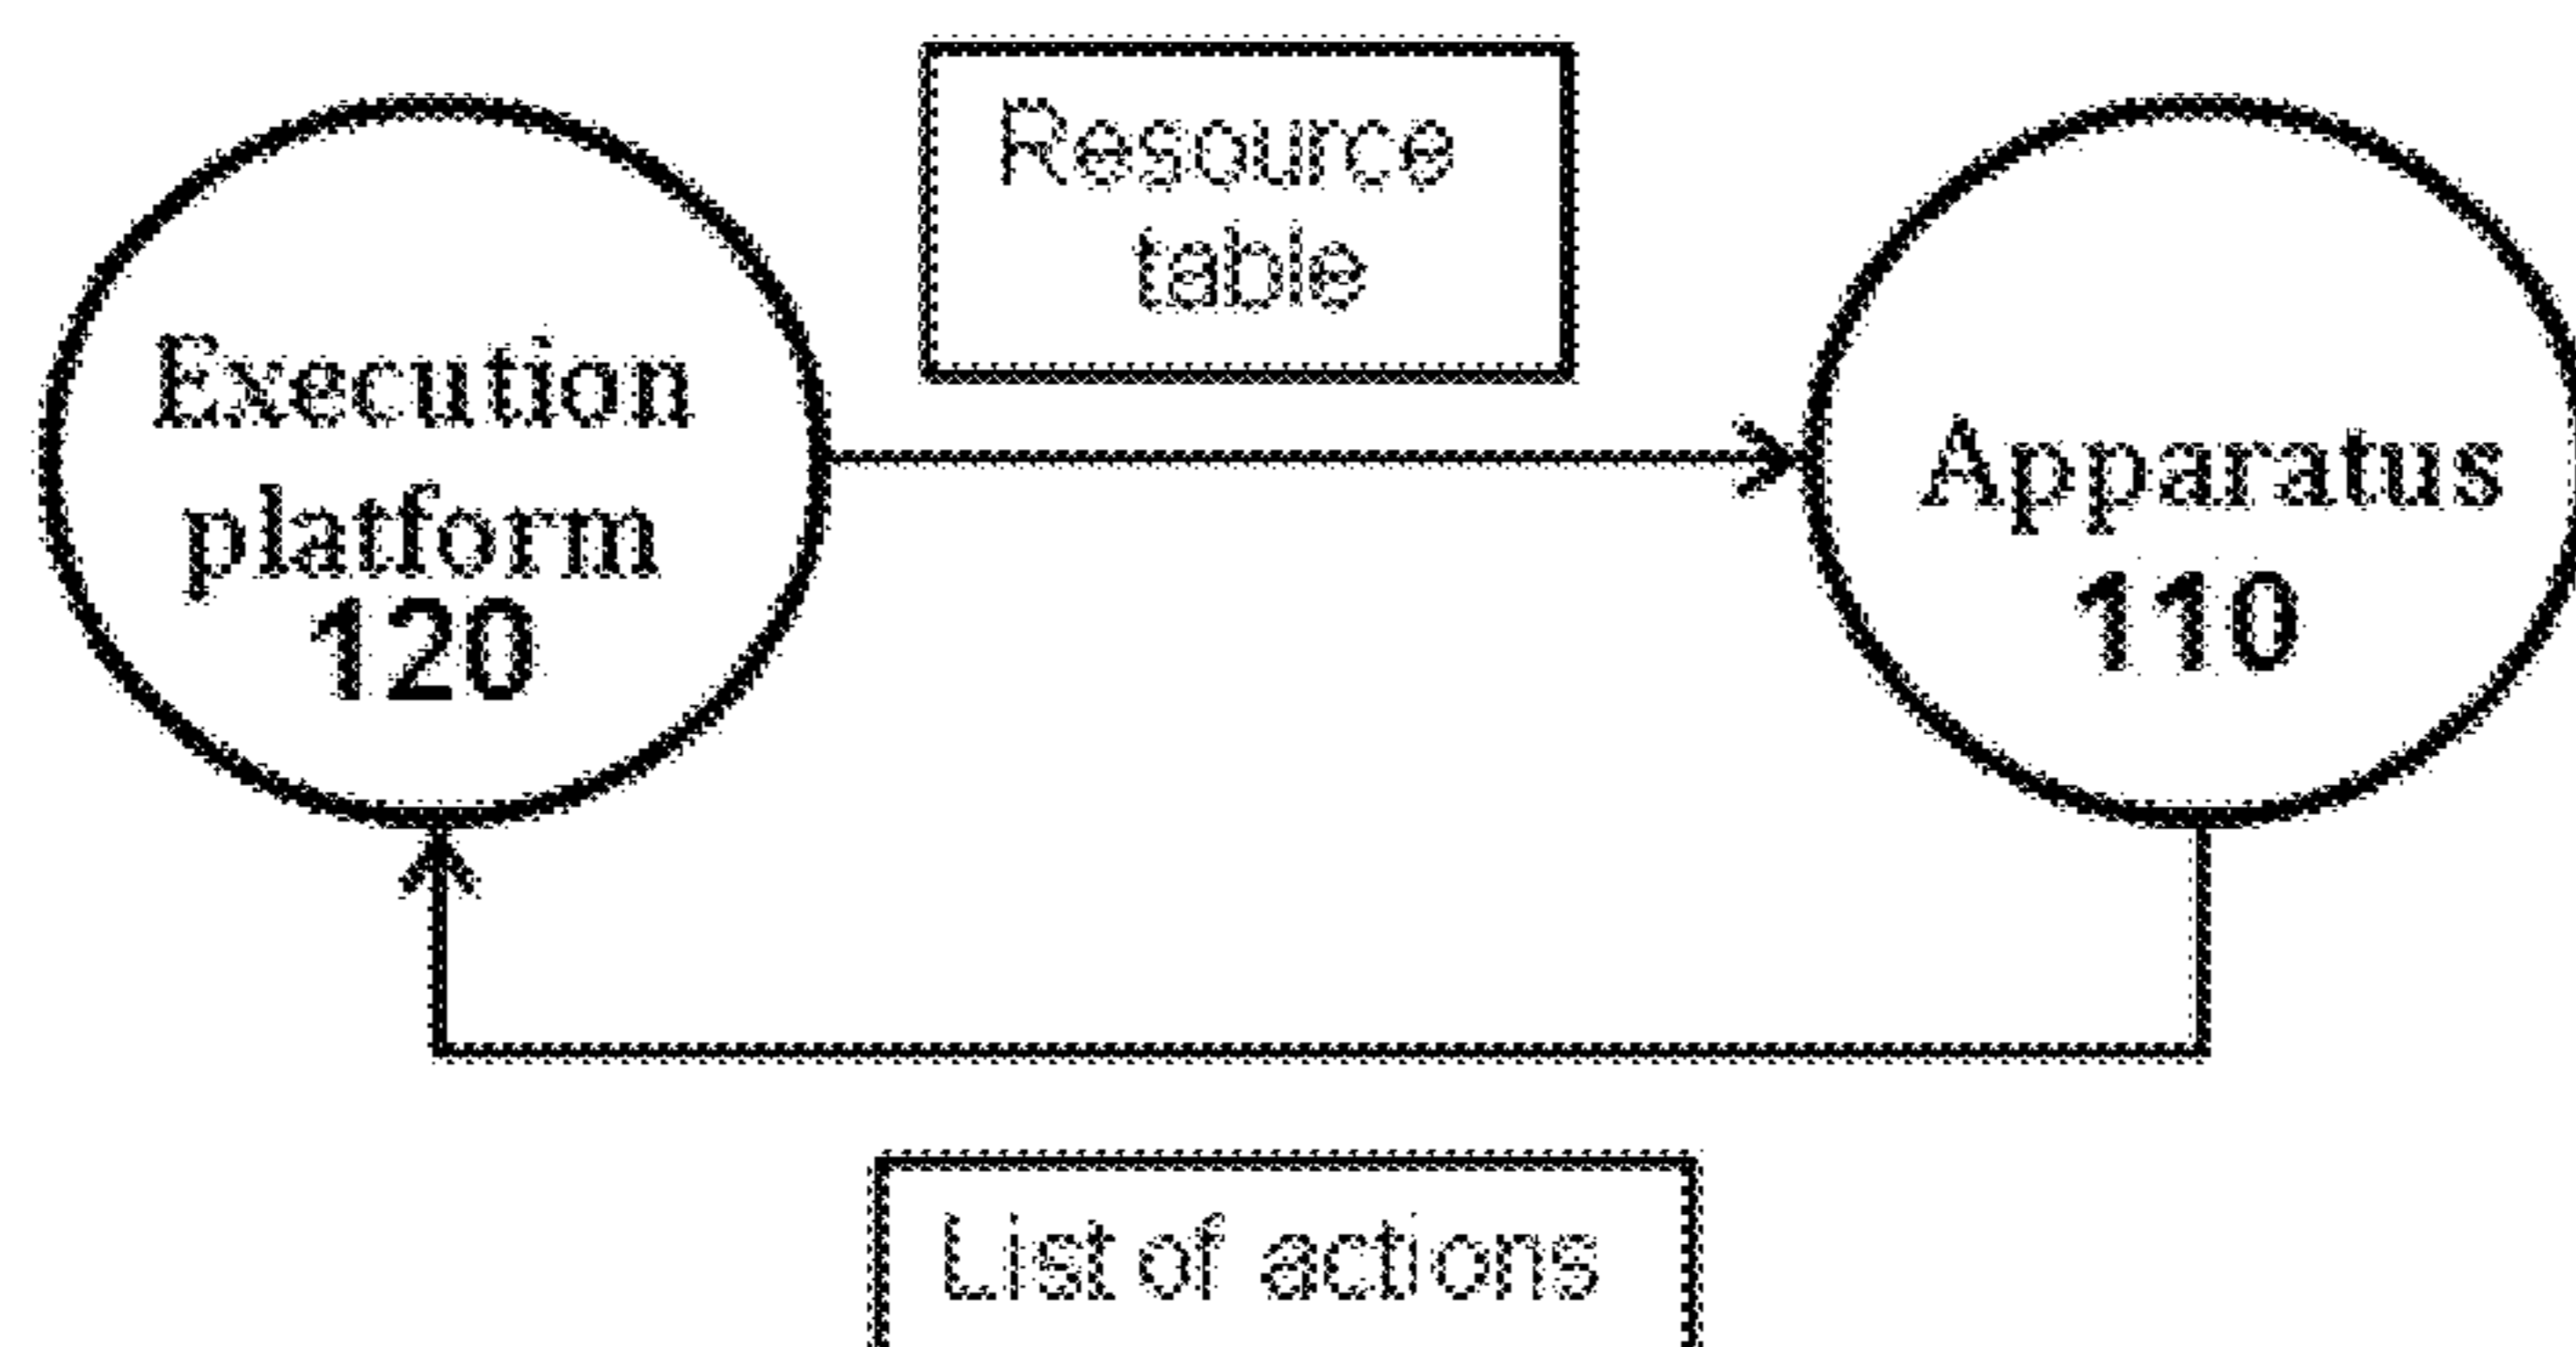 Resource
table
Execution
platform
120
Apparatus
110
List of actions